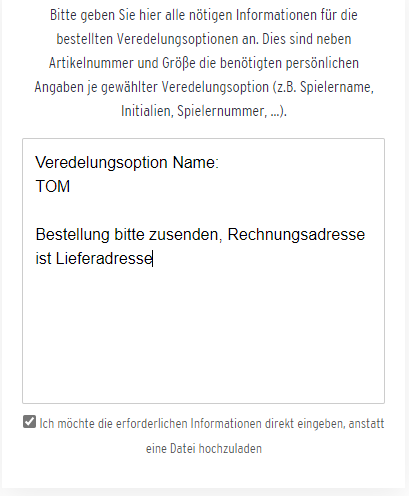 Bitte geben Sie hier alle nötigen Informationen für die
bestellten Veredelungsoptionen an. Dies sind neben
Artikelnummer und Größe die benötigten persönlichen
Angaben je gewählter Veredelungsoption (z.B. Spielername,
Initialien, Spielernummer, ...).
Veredelungsoption Name:
TOM
Bestellung bitte zusenden, Rechnungsadresse
ist Lieferadresse
Ich möchte die erforderlichen Informationen direkt eingeben, anstatt
eine Datei hochzuladen